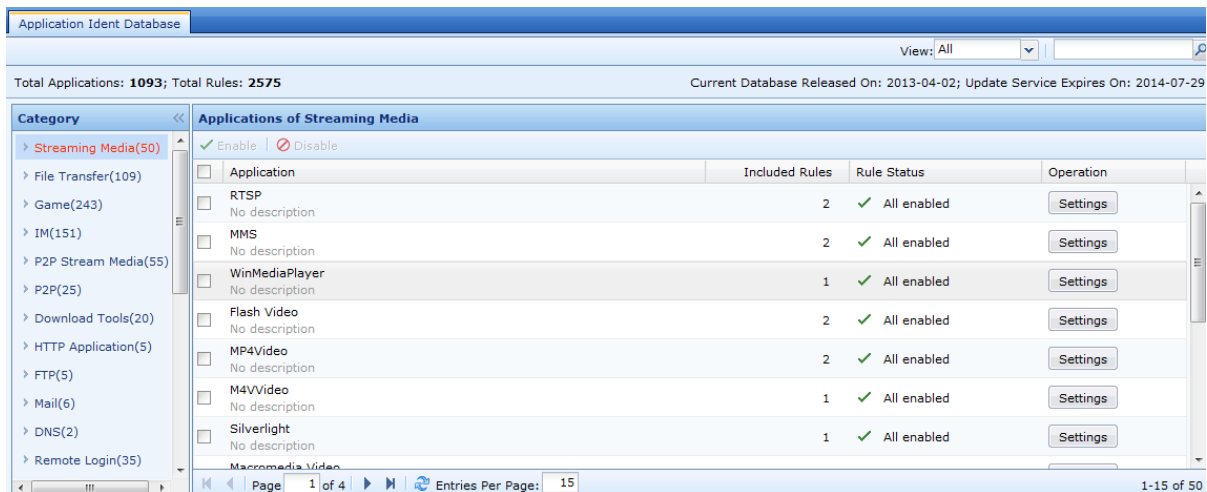 Application Ident Database
View: All
Total Applications: 1093; Total Rules: 2575
Current Database Released On: 2013-04-02; Update Service Expires On: 2014-07-29
Category
Streaming Media(50)
File Transfer(109)
Game(243)
IM(151)
P2P Stream Media(55)
P2P(25)
Download Tools(20)
HTTP Application(5)
FTP(5)
Mail(6)
DNS(2)
Remote Login(35)
Applications of Streaming Media
Enable Disable
Application Included Rules Rule Status Operation
RTSP 2 All enabled Settings
No description
MMS 2 All enabled Settings
No description
WinMediaPlayer 1 All enabled Settings
No description
Flash Video 2 All enabled Settings
No description
MP4Video 2 All enabled Settings
No description
M4VVideo 1 All enabled Settings
No description
Silverlight 1 All enabled Settings
No description
Macromedia Video
Page 1 of 4 Entries Per Page: 15 1-15 of 50